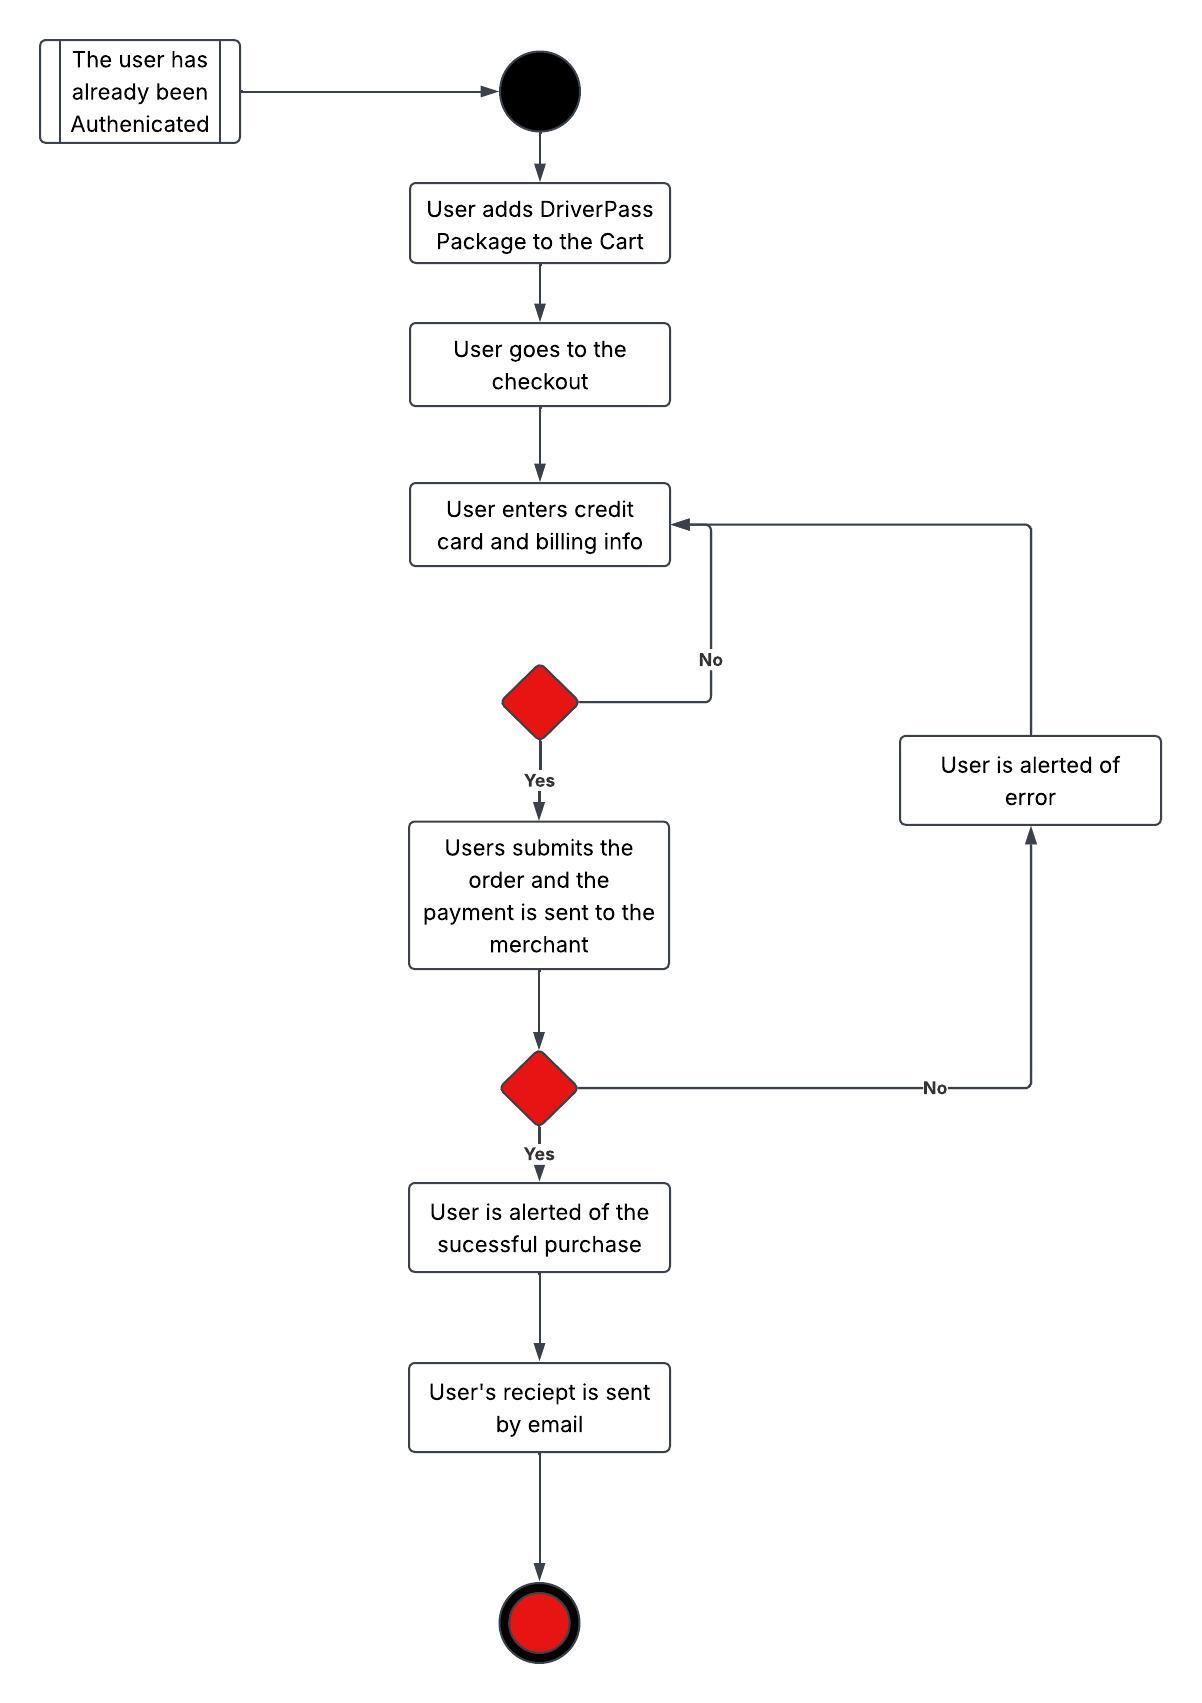 The user has
already been
Authenicated
User adds DriverPass
Package to the Cart
User goes to the
checkout
User enters credit
card and billing info
No
Yes
User is alerted of
error
Users submits the
order and the
payment is sent to the
merchant
No
Yes
User is alerted of the
sucessful purchase
User's reciept is sent
by email